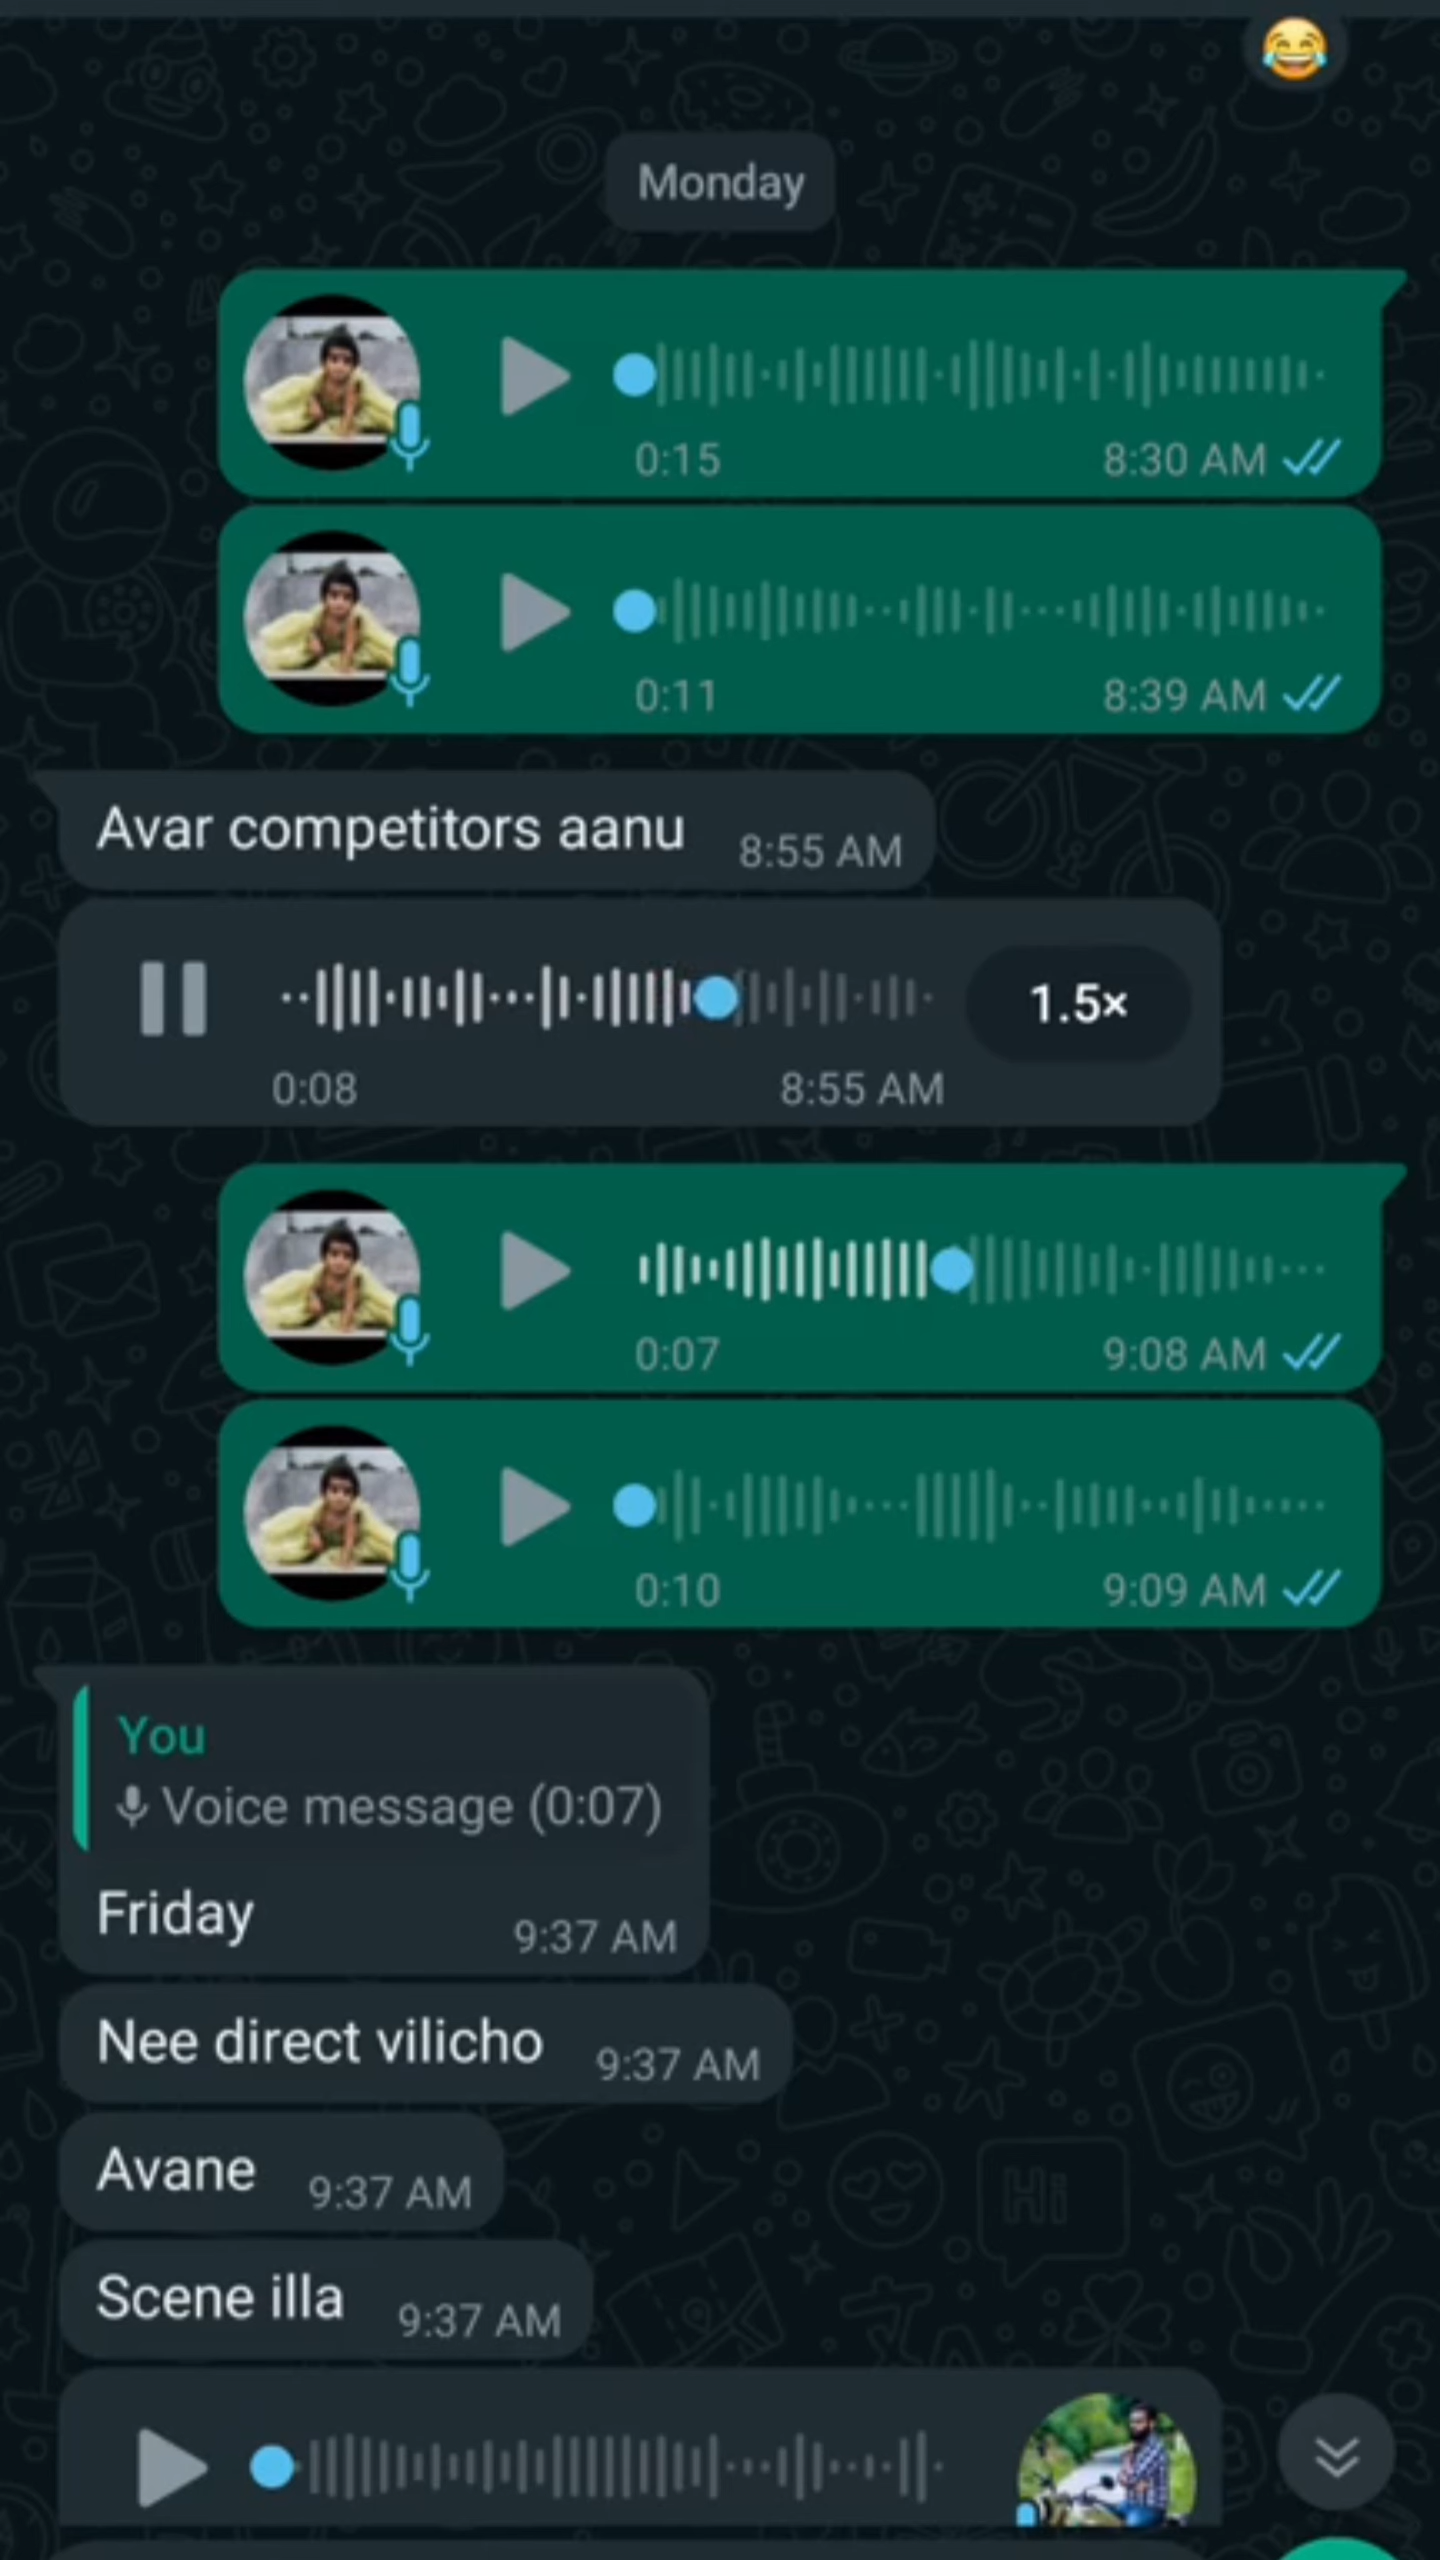 Monday
0:15 8:30 AM
0:11 8:39 AM
Avar competitors aanu 8:55 AM
1.5×
0:08 8:55 AM
0:07 9:08 AM
0:10 9:09 AM
You
Voice message (0:07)
Friday 9:37 AM
Nee direct vilicho 9:37 AM
Avane 9:37 AM
Scene illa 9:37 AM